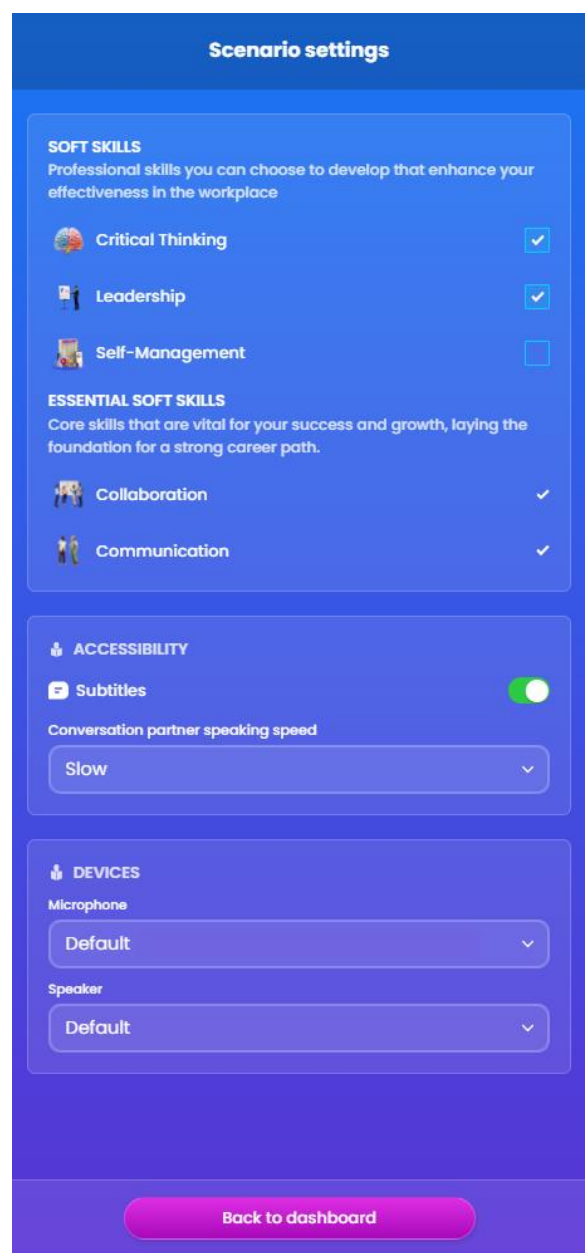 Scenario settings
SOFT SKILLS
Professional skills you can choose to develop that enhance your
effectiveness in the workplace
Critical Thinking
Leadership
Self-Management
ESSENTIAL SOFT SKILLS
Core skills that are vital for your success and growth, laying the
foundation for a strong career path.
Collaboration
Communication
ACCESSIBILITY
Subtitles
Conversation partner speaking speed
Slow
DEVICES
Microphone
Default
Speaker
Default
Back to dashboard